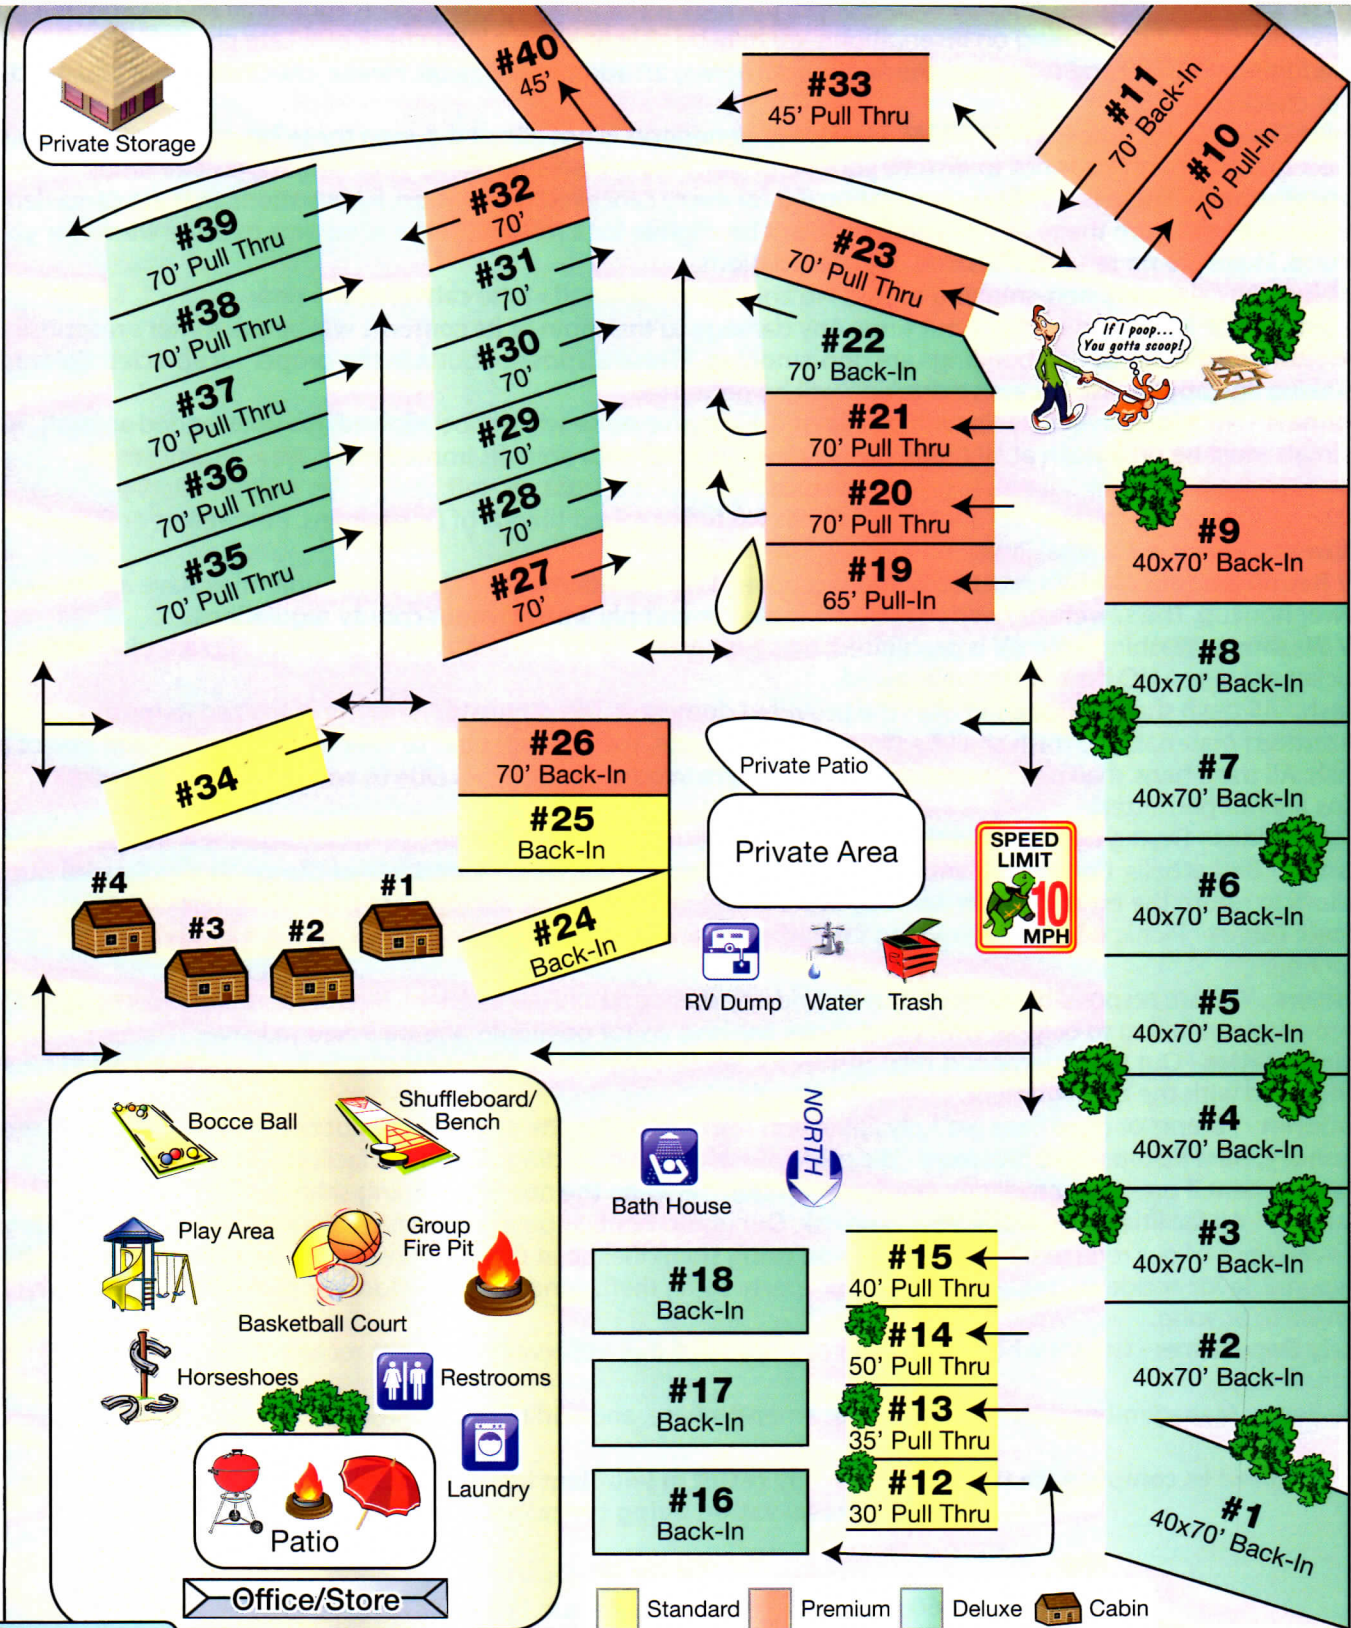 Private Storage
#40
45'
#33
45' Pull Thru
#11
70' Back-In
#10
70' Pull-In
#39
70' Pull Thru
#38
70' Pull Thru
#37
70' Pull Thru
#36
70' Pull Thru
#35
70' Pull Thru
#32
70'
#31
70'
#30
70'
#29
70'
#28
70'
#27
70'
#23
70' Pull Thru
#22
70' Back-In
#21
70' Pull Thru
#20
70' Pull Thru
#19
65' Pull-In
If I poop...
You gotta scoop!
#9
40x70' Back-In
#8
40x70' Back-In
#7
40x70' Back-In
#6
40x70' Back-In
#5
40x70' Back-In
#4
40x70' Back-In
#3
40x70' Back-In
#2
40x70' Back-In
#1
40x70' Back-In
#34
#26
70' Back-In
#25
Back-In
#24
Back-In
Private Patio
Private Area
SPEED
LIMIT
10
MPH
#4
#3
#2
#1
RV Dump
Water
Trash
NORTH
Bocce Ball
Shuffleboard/
Bench
Play Area
Group
Fire Pit
Basketball Court
Horseshoes
Restrooms
Laundry
Patio
Office/Store
Bath House
#18
Back-In
#17
Back-In
#16
Back-In
#15
40' Pull Thru
#14
50' Pull Thru
#13
35' Pull Thru
#12
30' Pull Thru
Standard
Premium
Deluxe
Cabin